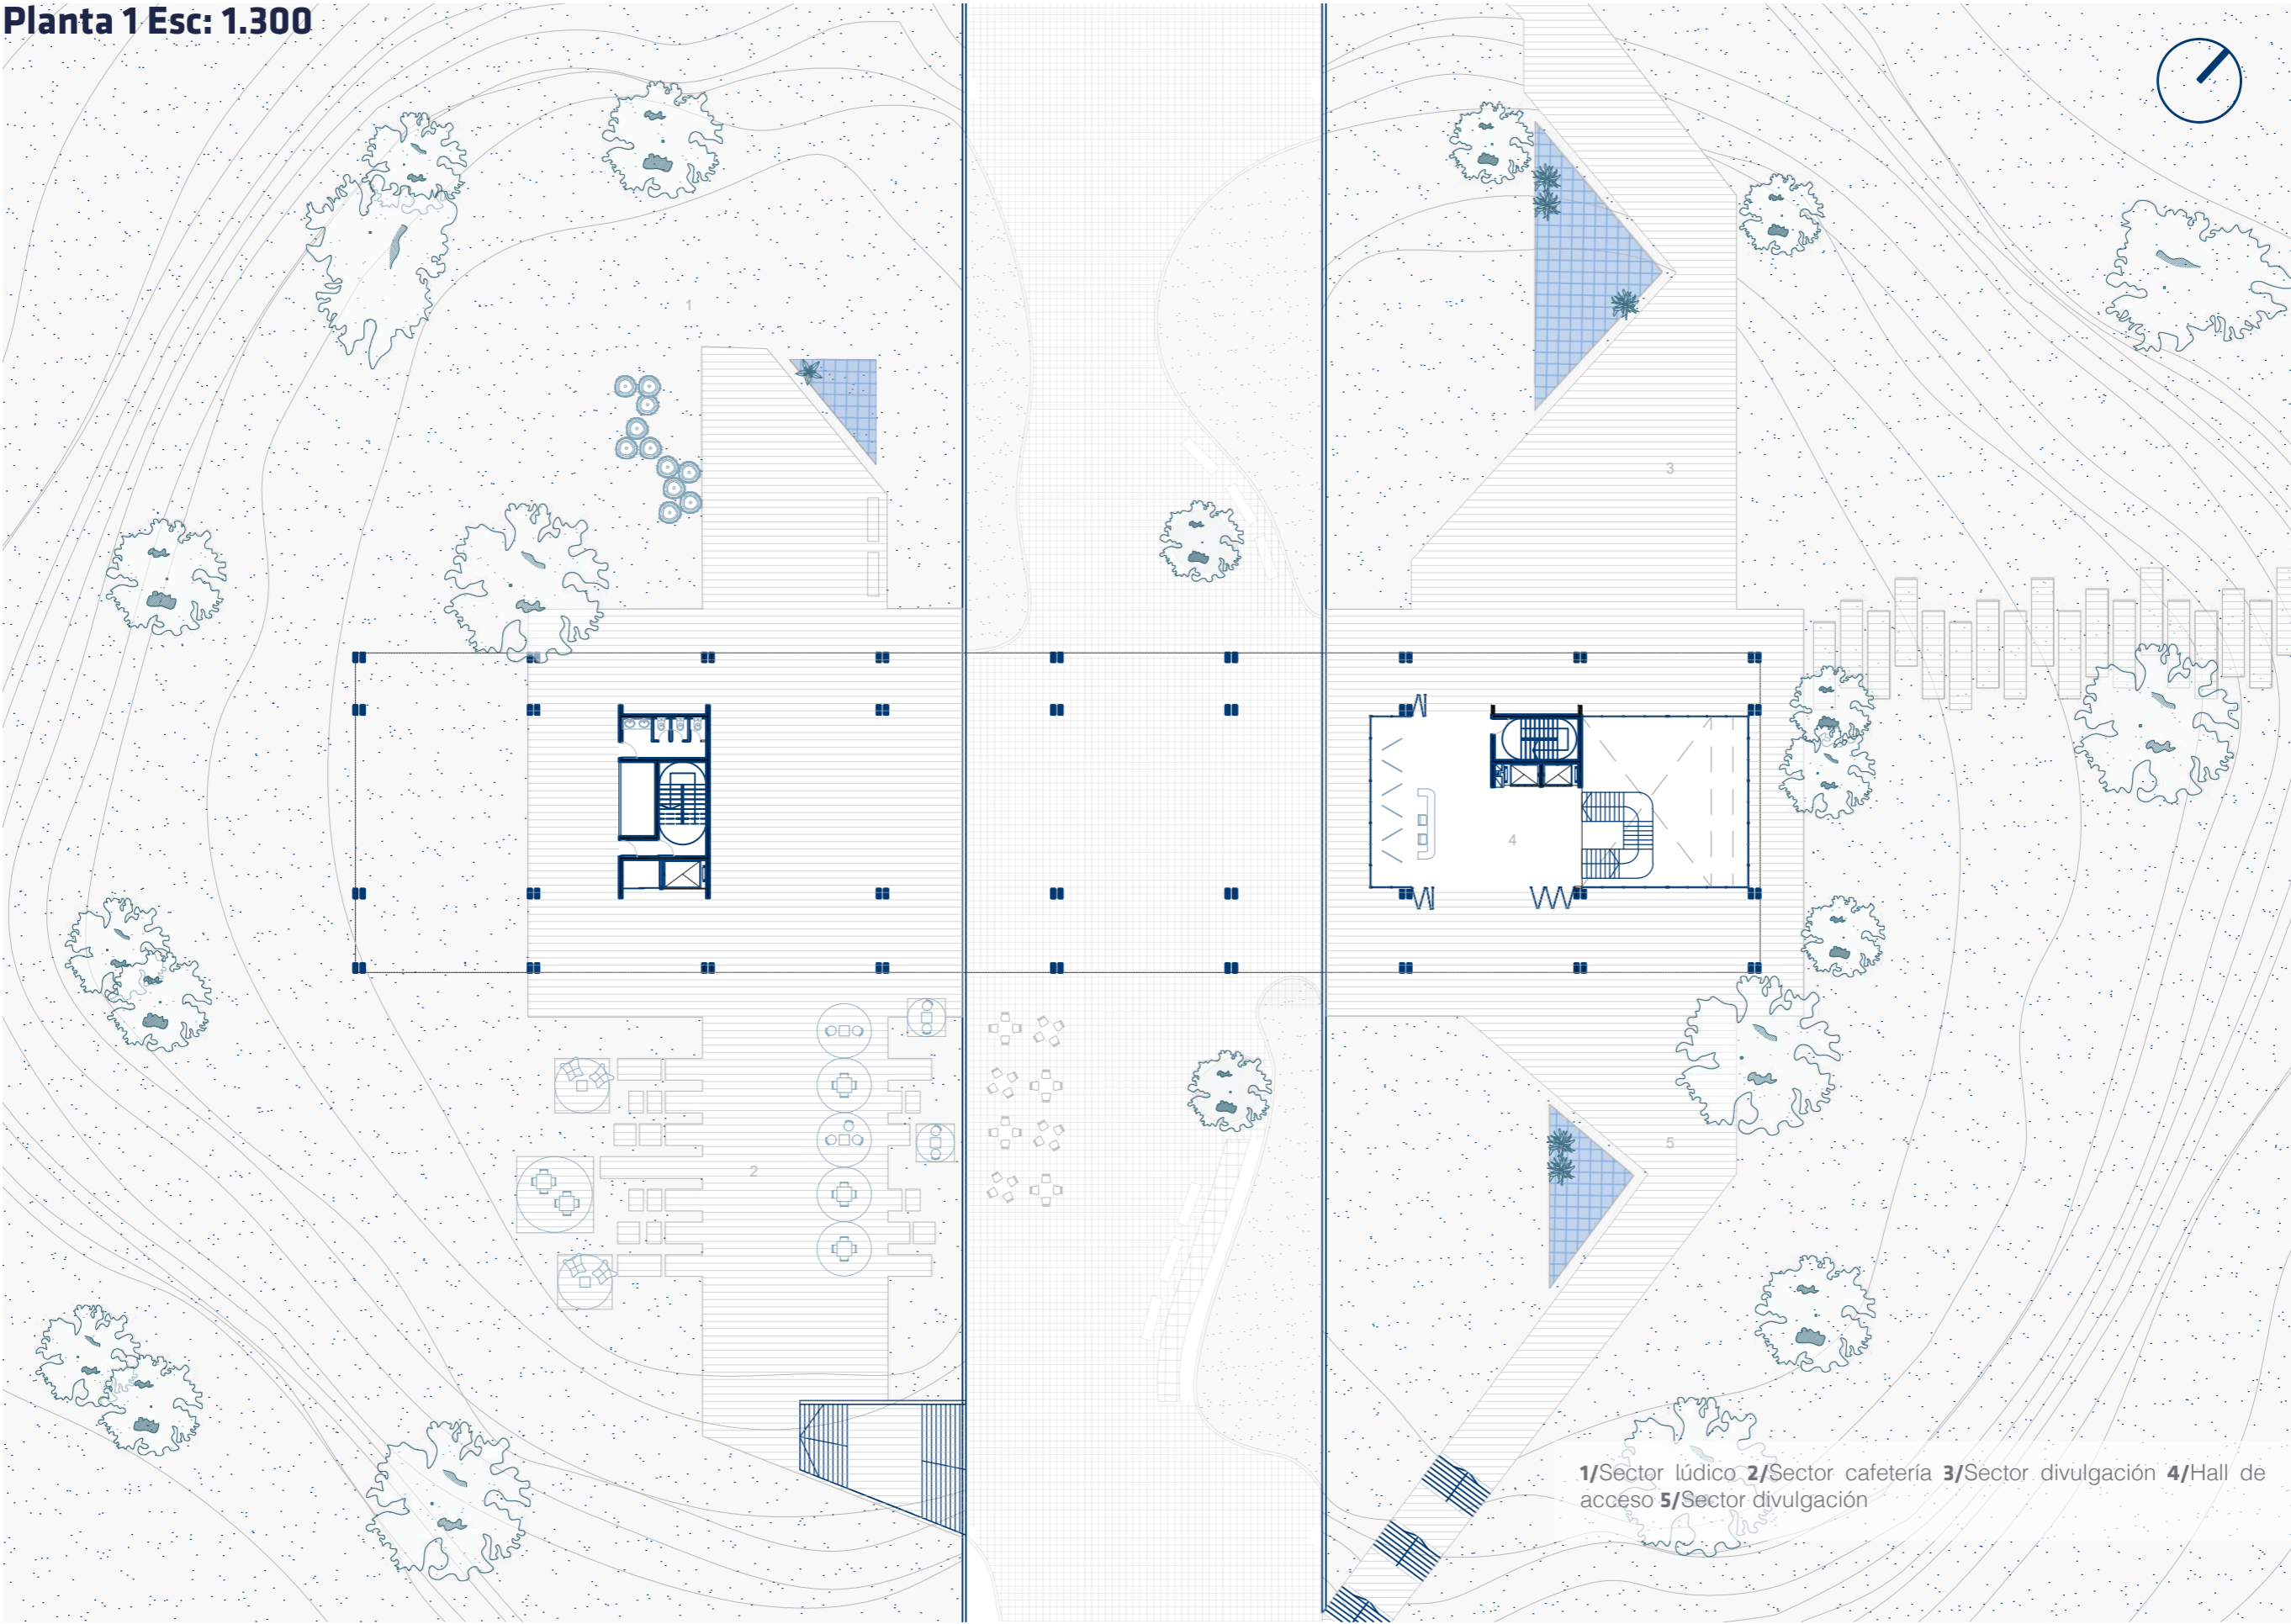 Planta 1 Esc: 1.300
1
3
4
5
2
1/Sector lúdico 2/Sector cafetería 3/Sector divulgación 4/Hall de
acceso 5/Sector divulgación